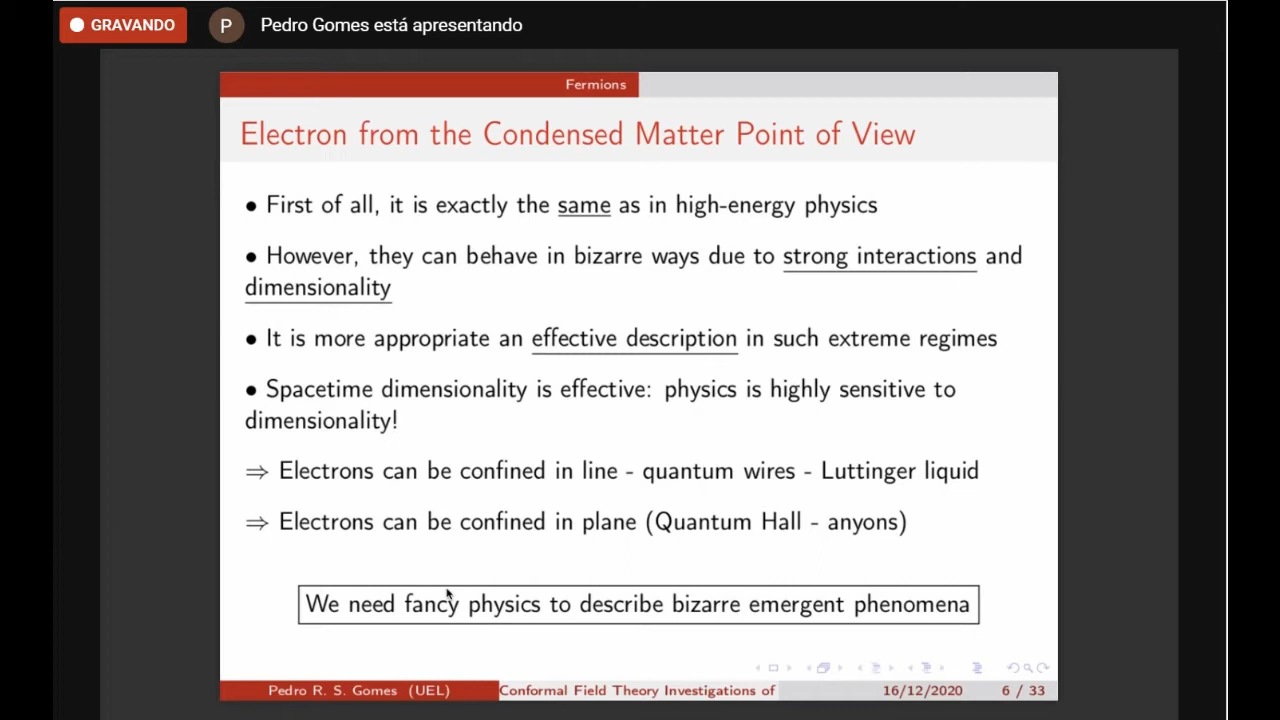 GRAVANDO
P
Pedro Gomes está apresentando
Fermions
Electron from the Condensed Matter Point of View
• First of all, it is exactly the same as in high-energy physics
• However, they can behave in bizarre ways due to strong interactions and
dimensionality
• It is more appropriate an effective description in such extreme regimes
• Spacetime dimensionality is effective: physics is highly sensitive to
dimensionality!
⇒ Electrons can be confined in line - quantum wires - Luttinger liquid
⇒ Electrons can be confined in plane (Quantum Hall - anyons)
We need fancy physics to describe bizarre emergent phenomena
Pedro R. S. Gomes (UEL) Conformal Field Theory Investigations of 16/12/2020 6 / 33